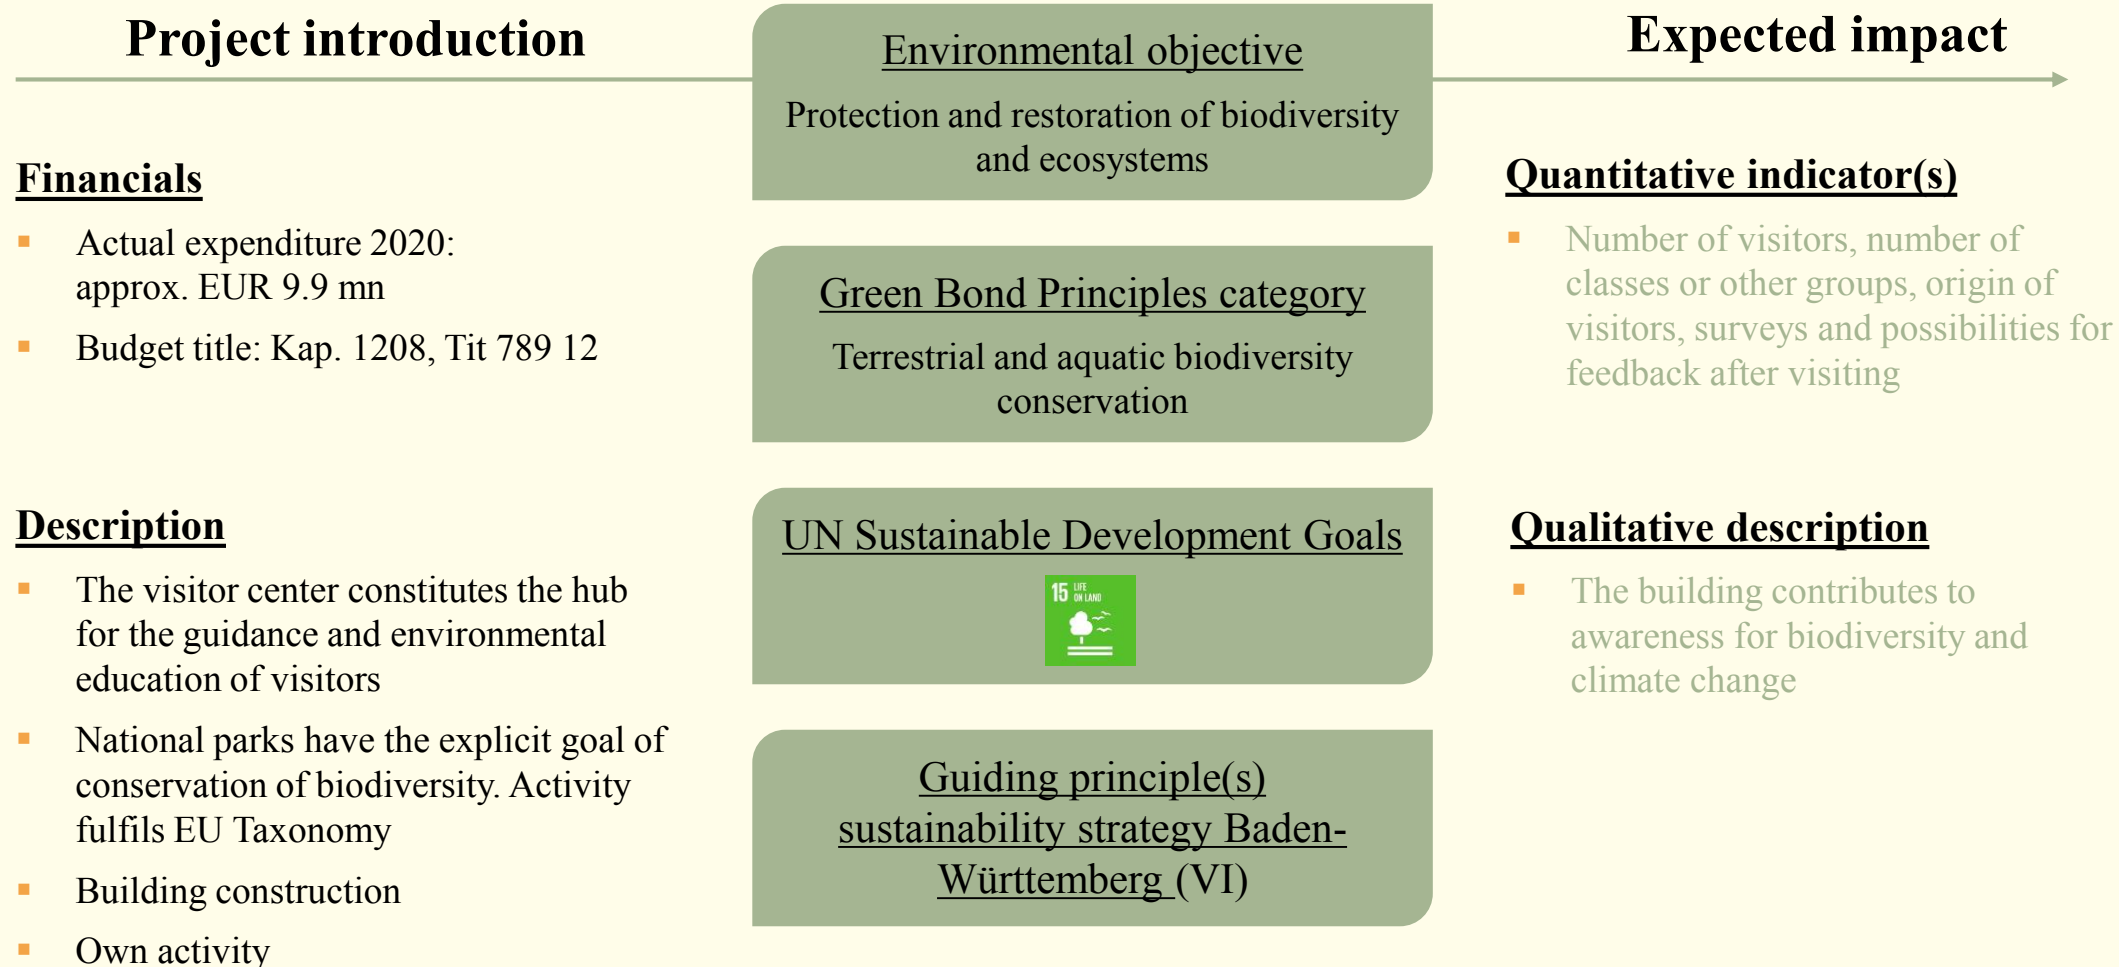 Project introduction
Financials
Actual expenditure 2020:
approx. EUR 9.9 mn
Budget title: Kap. 1208, Tit 789 12
Description
The visitor center constitutes the hub
for the guidance and environmental
education of visitors
National parks have the explicit goal of
conservation of biodiversity. Activity
fulfils EU Taxonomy
Building construction
Own activity
Environmental objective
Protection and restoration of biodiversity
and ecosystems
Green Bond Principles category
Terrestrial and aquatic biodiversity
conservation
UN Sustainable Development Goals
15 LIFE
ON LAND
Guiding principle(s)
sustainability strategy Baden-
Württemberg (VI)
Expected impact
Quantitative indicator(s)
Number of visitors, number of
classes or other groups, origin of
visitors, surveys and possibilities for
feedback after visiting
Qualitative description
The building contributes to
awareness for biodiversity and
climate change